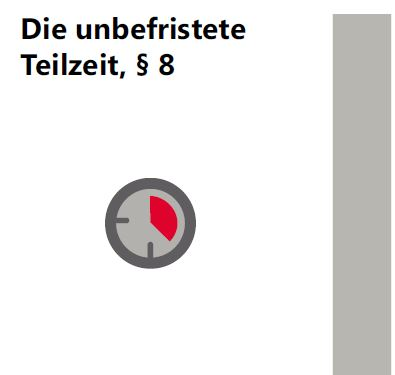 Die unbefristete
Teilzeit, § 8